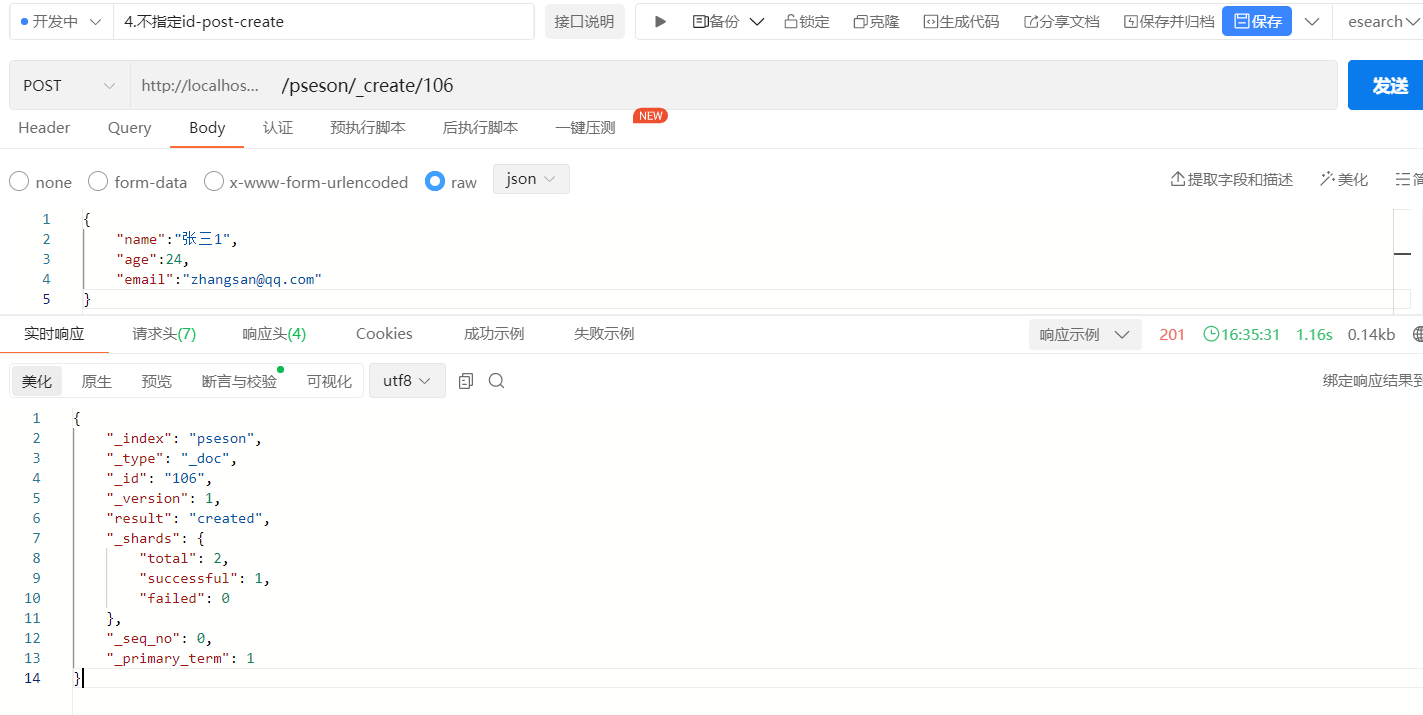 开发中 4.不指定id-post-create 接口说明 备份 锁定 克隆 生成代码 分享文档 保存并归档 保存 esearch
POST http://localhos... /pseson/_create/106 发送
Header Query Body 认证 预执行脚本 后执行脚本 一键压测 NEW
none form-data x-www-form-urlencoded raw json 提取字段和描述 美化 简
1 {
2 "name":"张三1",
3 "age":24,
4 "email":"zhangsan@qq.com"
5 }
实时响应 请求头(7) 响应头(4) Cookies 成功示例 失败示例 响应示例 201 16:35:31 1.16s 0.14kb
美化 原生 预览 断言与校验 可视化 utf8 绑定响应结果到
1 {
2 "_index": "pseson",
3 "_type": "_doc",
4 "_id": "106",
5 "_version": 1,
6 "result": "created",
7 "_shards": {
8 "total": 2,
9 "successful": 1,
10 "failed": 0
11 },
12 "_seq_no": 0,
13 "_primary_term": 1
14 }